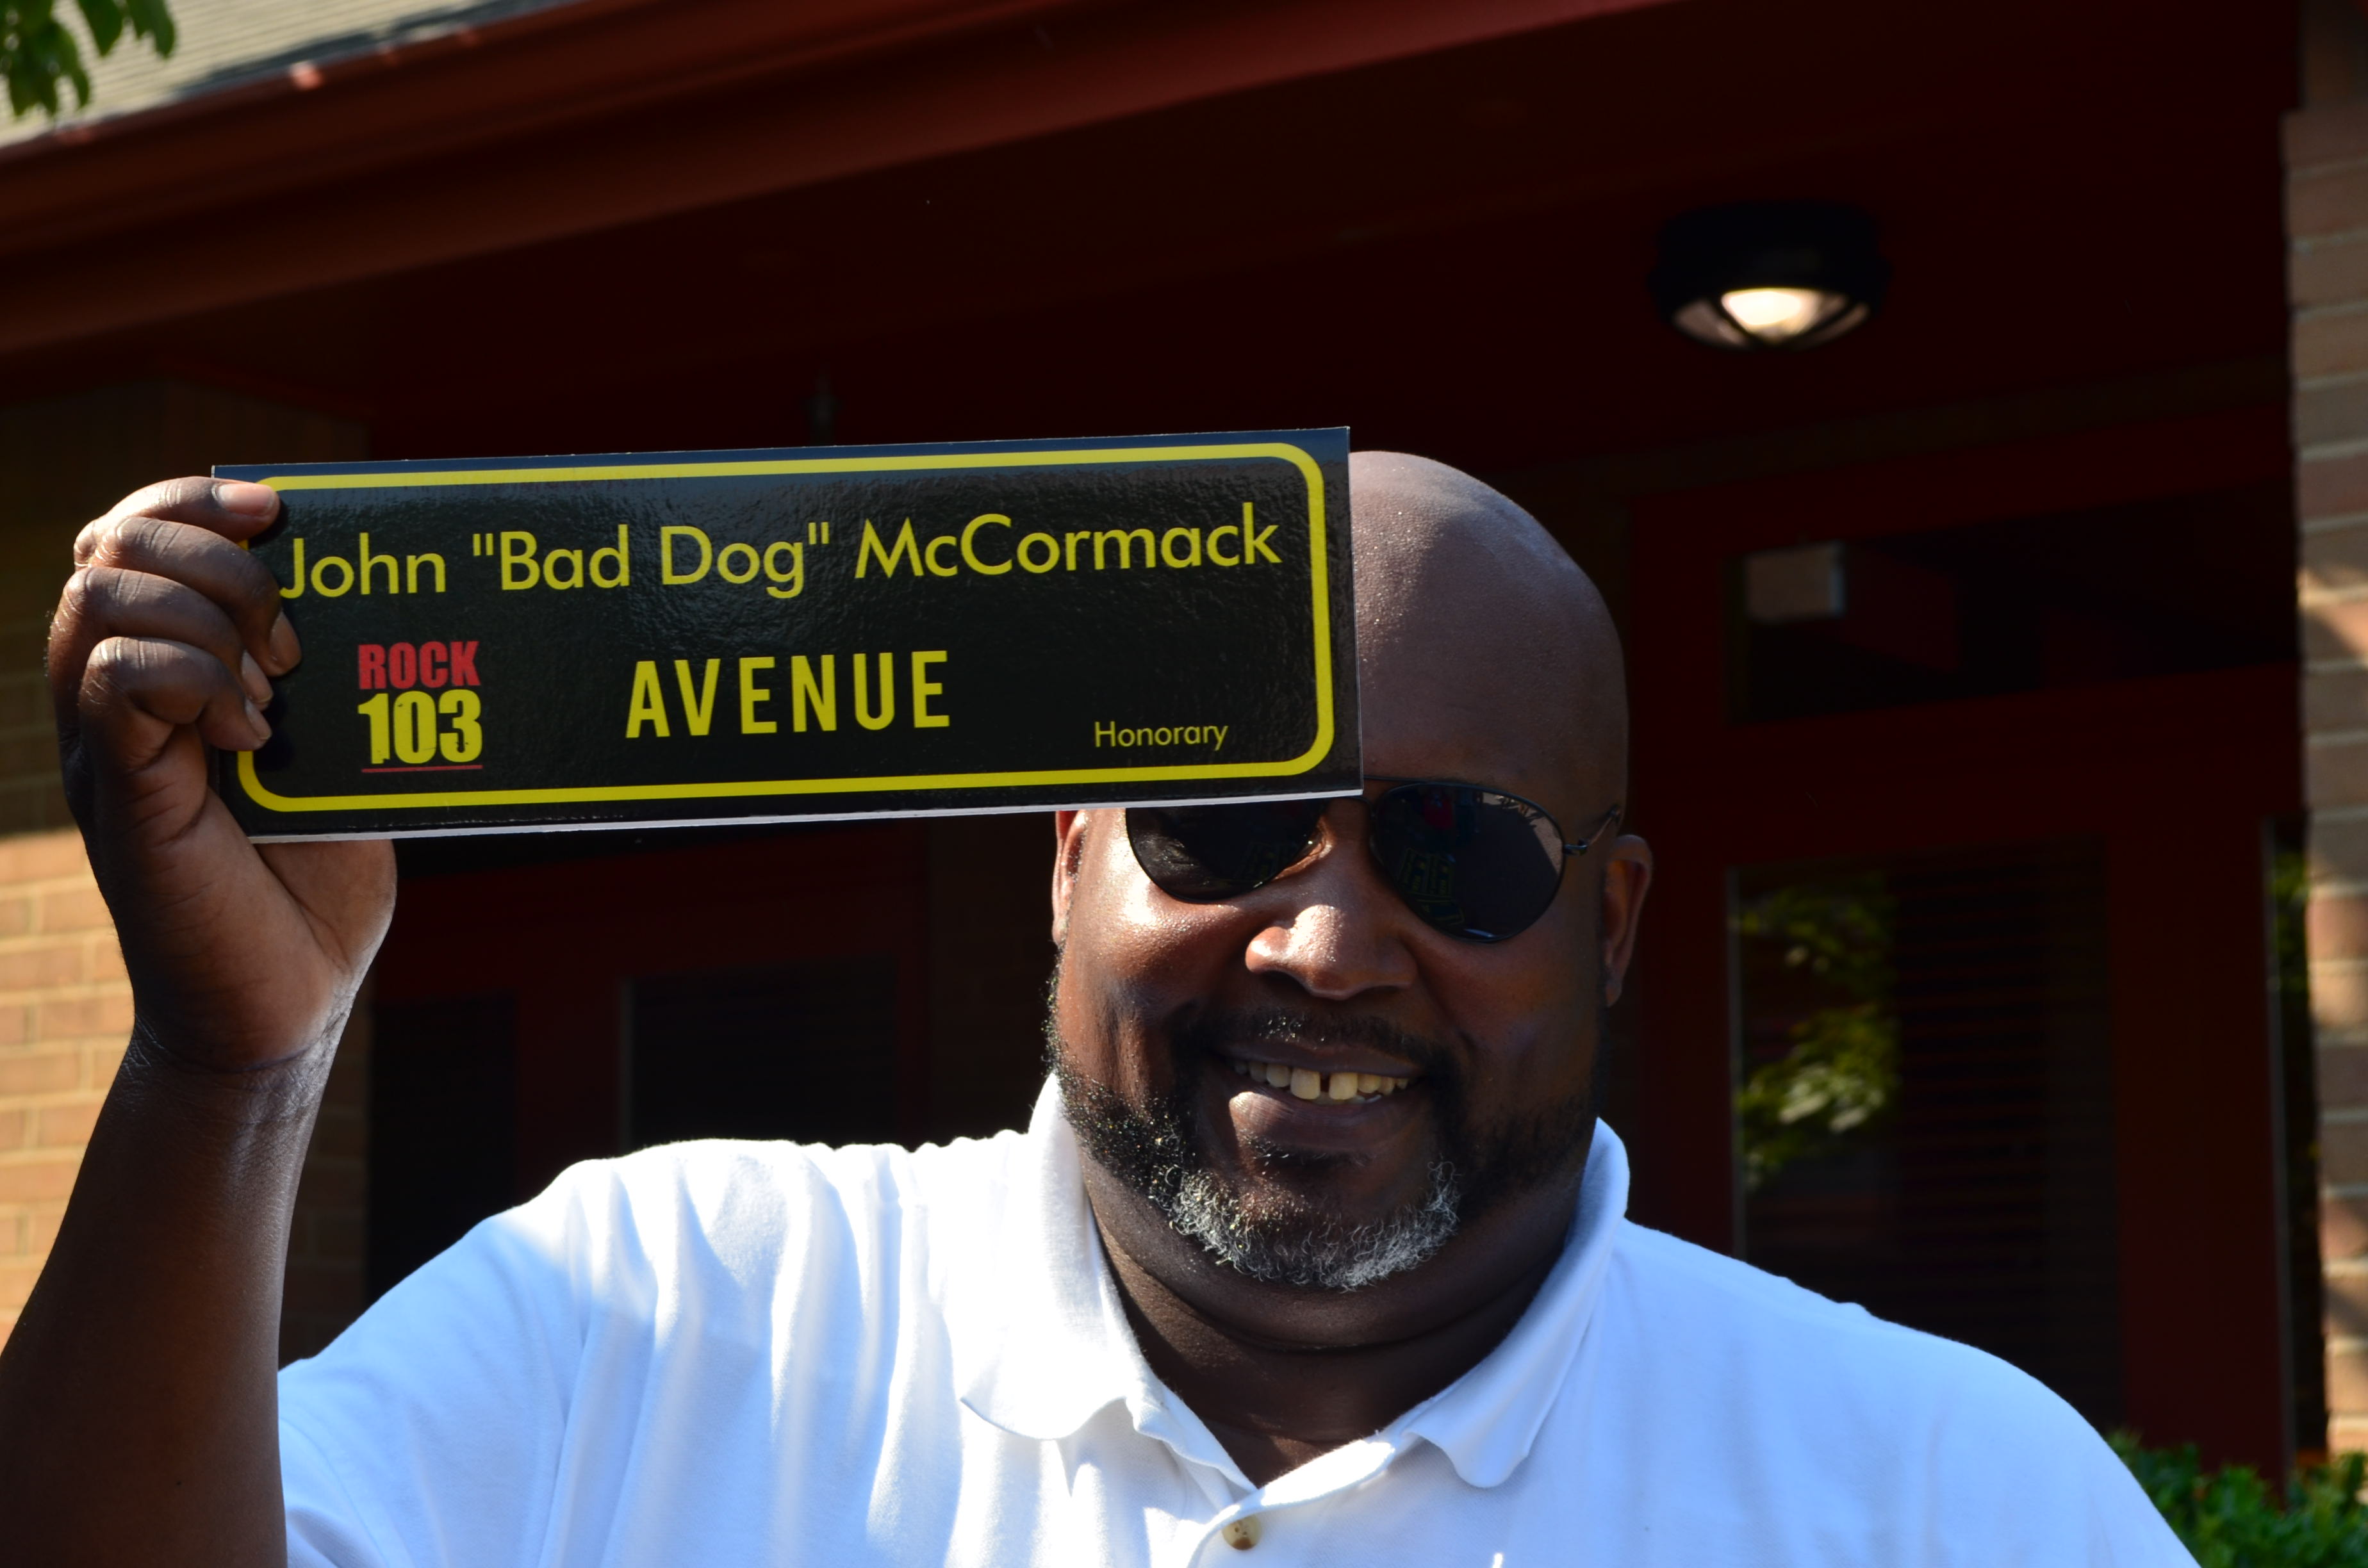 John "Bad Dog" McCormack
ROCK
103
AVENUE
Honorary